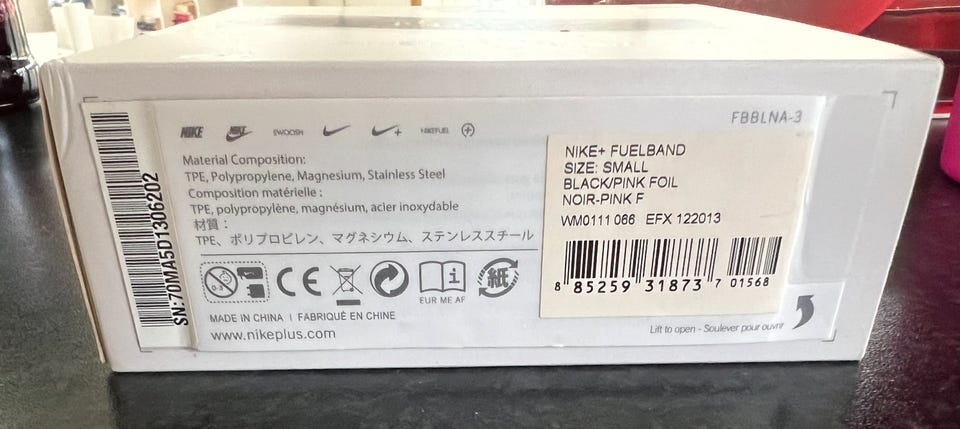 SN:70MA5D1306202
NIKE NIKE SWOOSH + NIKEFUEL +
Material Composition:
TPE, Polypropylene, Magnesium, Stainless Steel
Composition matérielle :
TPE, polypropylène, magnésium, acier inoxydable
材質：
TPE、ポリプロピレン、マグネシウム、ステンレススチール
0-3
CE
i
紙
EUR ME AF
MADE IN CHINA | FABRIQUÉ EN CHINE
www.nikeplus.com
FBBLNA-3
NIKE+ FUELBAND
SIZE: SMALL
BLACK/PINK FOIL
NOIR-PINK F
WM0111 066 EFX 122013
8 85259 31873 7 01568
Lift to open - Soulever pour ouvrir